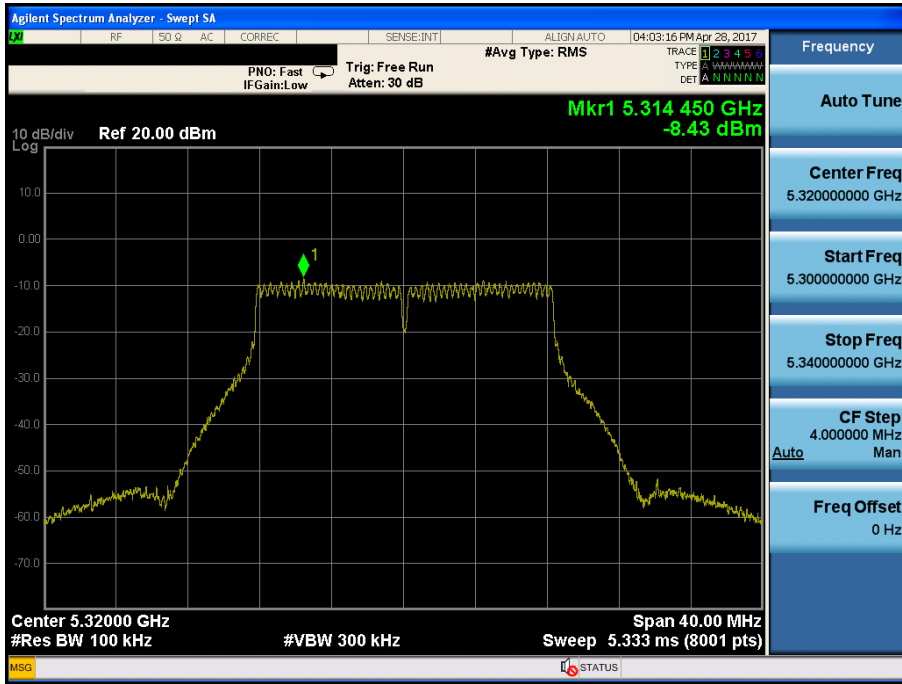 Agilent Spectrum Analyzer - Swept SA
LXI RF 50 Ω AC CORREC SENSE:INT ALIGN AUTO 04:03:16 PM Apr 28, 2017
PNO: Fast
IFGain:Low
Trig: Free Run
Atten: 30 dB
#Avg Type: RMS
TRACE 1 2 3 4 5 6
TYPE A WWWWW
DET A N N N N N
Mkr1 5.314 450 GHz
-8.43 dBm
10 dB/div Ref 20.00 dBm
Log
1
10.0
0.00
-10.0
-20.0
-30.0
-40.0
-50.0
-60.0
-70.0
Center 5.32000 GHz Span 40.00 MHz
#Res BW 100 kHz #VBW 300 kHz Sweep 5.333 ms (8001 pts)
MSG STATUS
Frequency
Auto Tune
Center Freq
5.320000000 GHz
Start Freq
5.300000000 GHz
Stop Freq
5.340000000 GHz
CF Step
4.000000 MHz
Auto Man
Freq Offset
0 Hz